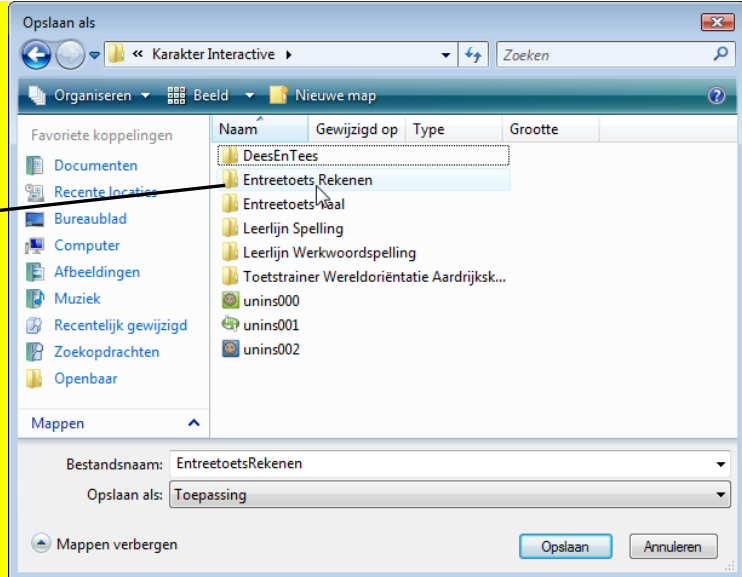 Opslaan als
« Karakter Interactive
Zoeken
Organiseren
Beeld
Nieuwe map
Favoriete koppelingen
Naam
Gewijzigd op
Type
Grootte
Documenten
Recente locaties
Bureaublad
Computer
Afbeeldingen
Muziek
Recentelijk gewijzigd
Zoekopdrachten
Openbaar
Mappen
DeesEnTees
Entreetoets Rekenen
Entreetoets Taal
Leerlijn Spelling
Leerlijn Werkwoordspelling
Toetstrainer Wereldoriëntatie Aardrijksk...
unins000
unins001
unins002
Bestandsnaam: EntreetoetsRekenen
Opslaan als: Toepassing
Mappen verbergen
Opslaan
Annuleren